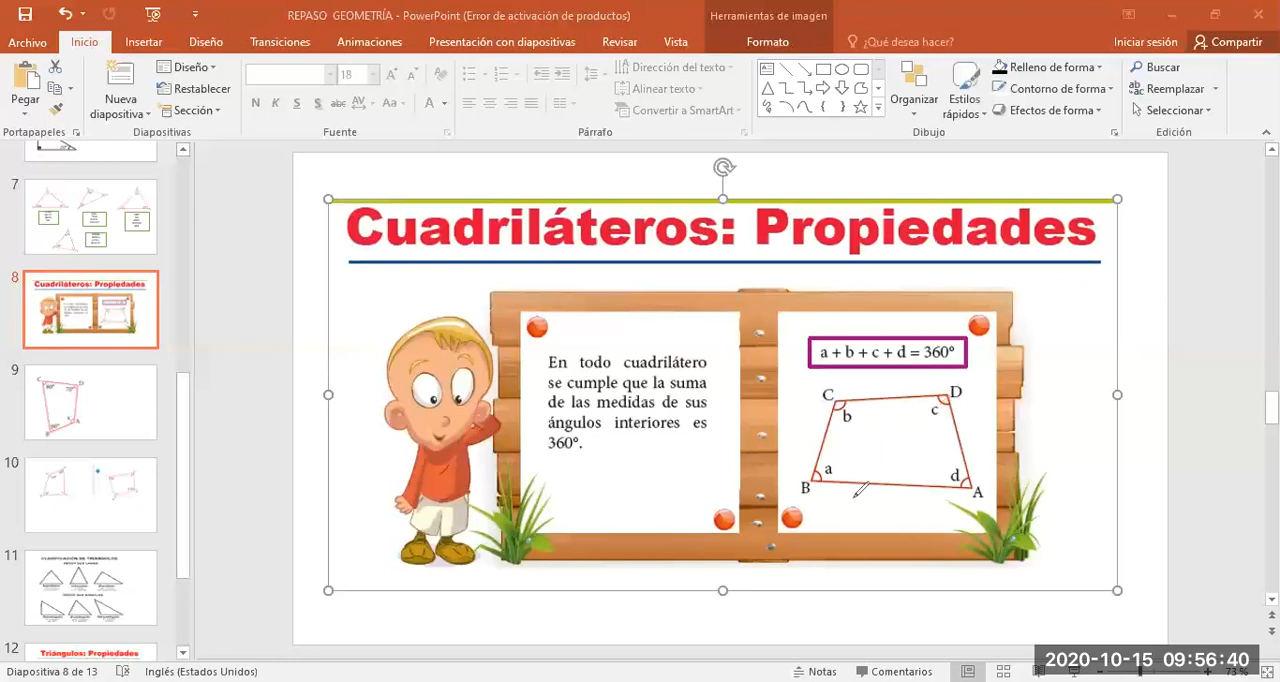 REPASO GEOMETRÍA - PowerPoint (Error de activación de productos)
Herramientas de imagen
Archivo Inicio Insertar Diseño Transiciones Animaciones Presentación con diapositivas Revisar Vista Formato ¿Qué desea hacer? Iniciar sesión Compartir
Pegar
Nueva diapositiva
Diseño
Restablecer
Sección
18
N K S S abc AV Aa A
Dirección del texto
Alinear texto
Convertir a SmartArt
Organizar
Estilos rápidos
Relleno de forma
Contorno de forma
Efectos de forma
Buscar
Reemplazar
Seleccionar
Portapapeles Diapositivas Fuente Párrafo Dibujo Edición
7
8
Cuadriláteros: Propiedades
9
10
11
12
Triángulos: Propiedades
Cuadriláteros: Propiedades
En todo cuadrilátero
se cumple que la suma
de las medidas de sus
ángulos interiores es
360°.
a + b + c + d = 360°
C D
b c
a d
B A
2020-10-15 09:56:40
Diapositiva 8 de 13 Inglés (Estados Unidos) Notas Comentarios 73 %